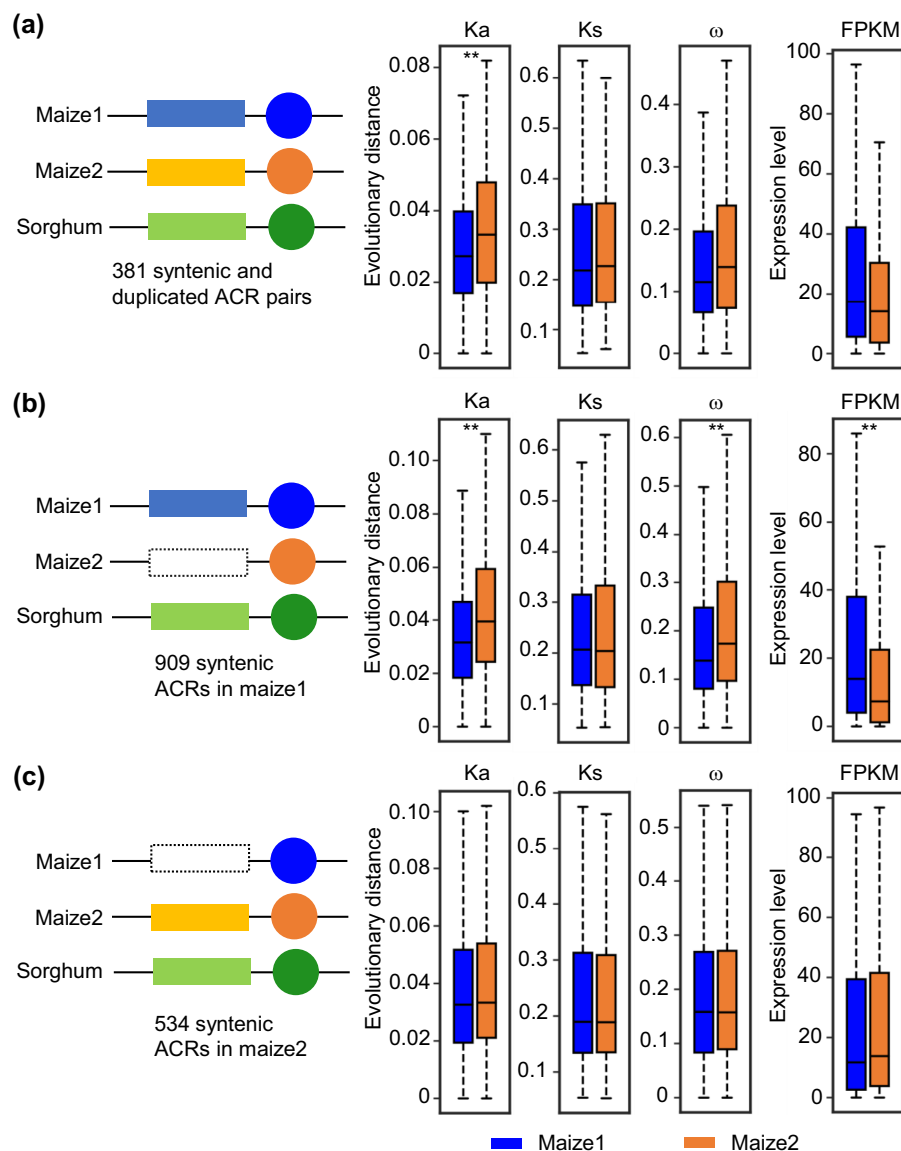 (a)
Maize1
Maize2
Sorghum
381 syntenic and
duplicated ACR pairs
Ka
**
Evolutionary distance
0.08
0.06
0.04
0.02
0
Ks
0.6
0.5
0.4
0.3
0.2
0.1
ω
0.4
0.3
0.2
0.1
0
FPKM
Expression level
100
80
60
40
20
0
(b)
Maize1
Maize2
Sorghum
909 syntenic
ACRs in maize1
Ka
**
Evolutionary distance
0.10
0.08
0.06
0.04
0.02
0
Ks
0.6
0.5
0.4
0.3
0.2
0.1
ω
**
0.6
0.5
0.4
0.3
0.2
0.1
0
FPKM
**
Expression level
80
60
40
20
0
(c)
Maize1
Maize2
Sorghum
534 syntenic
ACRs in maize2
Ka
Evolutionary distance
0.10
0.08
0.06
0.04
0.02
0
Ks
0.6
0.5
0.4
0.3
0.2
0.1
ω
0.5
0.4
0.3
0.2
0.1
0
FPKM
Expression level
100
80
60
40
20
0
Maize1
Maize2